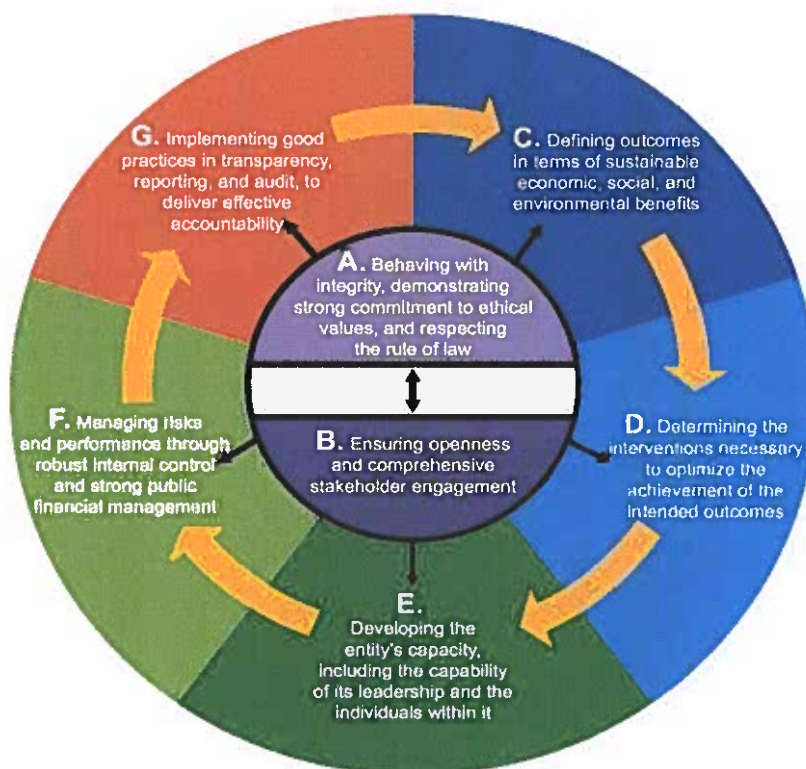 G. Implementing good
practices in transparency,
reporting, and audit, to
deliver effective
accountability
C. Defining outcomes
in terms of sustainable
economic, social, and
environmental benefits
A. Behaving with
integrity, demonstrating
strong commitment to ethical
values, and respecting
the rule of law
F. Managing risks
and performance through
robust internal control
and strong public
financial management
B. Ensuring openness
and comprehensive
stakeholder engagement
D. Determining the
interventions necessary
to optimize the
achievement of the
intended outcomes
E.
Developing the
entity's capacity,
including the capability
of its leadership and the
individuals within it